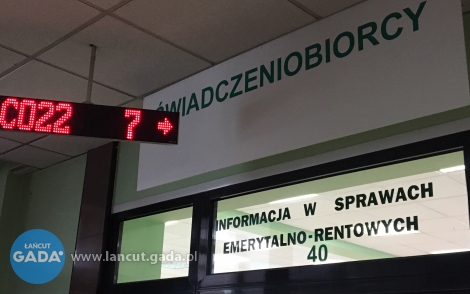 ŚWIADCZENIOBIORCY
C022 7 →
INFORMACJA W SPRAWACH
EMERYTALNO-RENTOWYCH
40
ŁAŃCUT
GADA
www.lancut.gada.pl